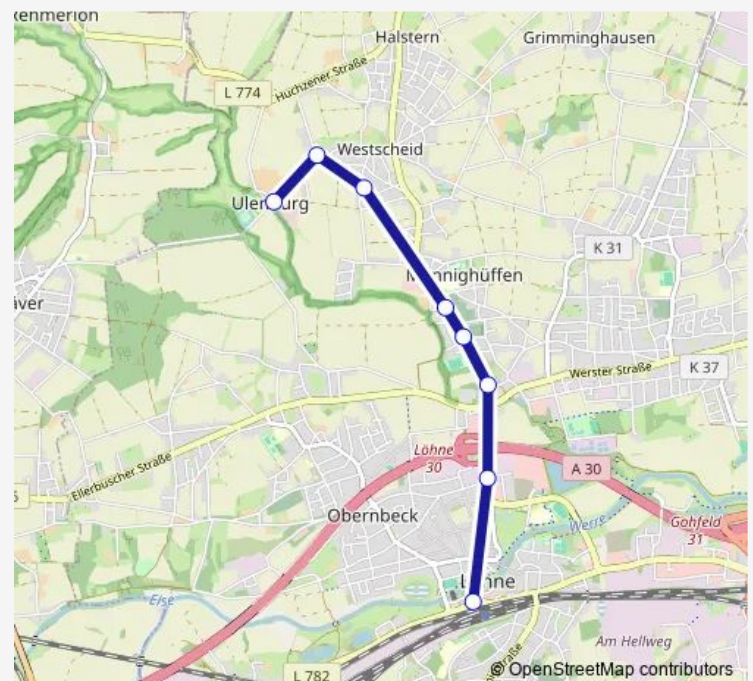 Halstern
Grimminghausen
L 774
Huchzener Straße
Westscheid
K 31
Werster Straße
K 37
Löhne
30
A 30
Ellerbuscher Straße
Obernbeck
Werre
Gohfeld
31
Else
Am Hellweg
L 782
© OpenStreetMap contributors